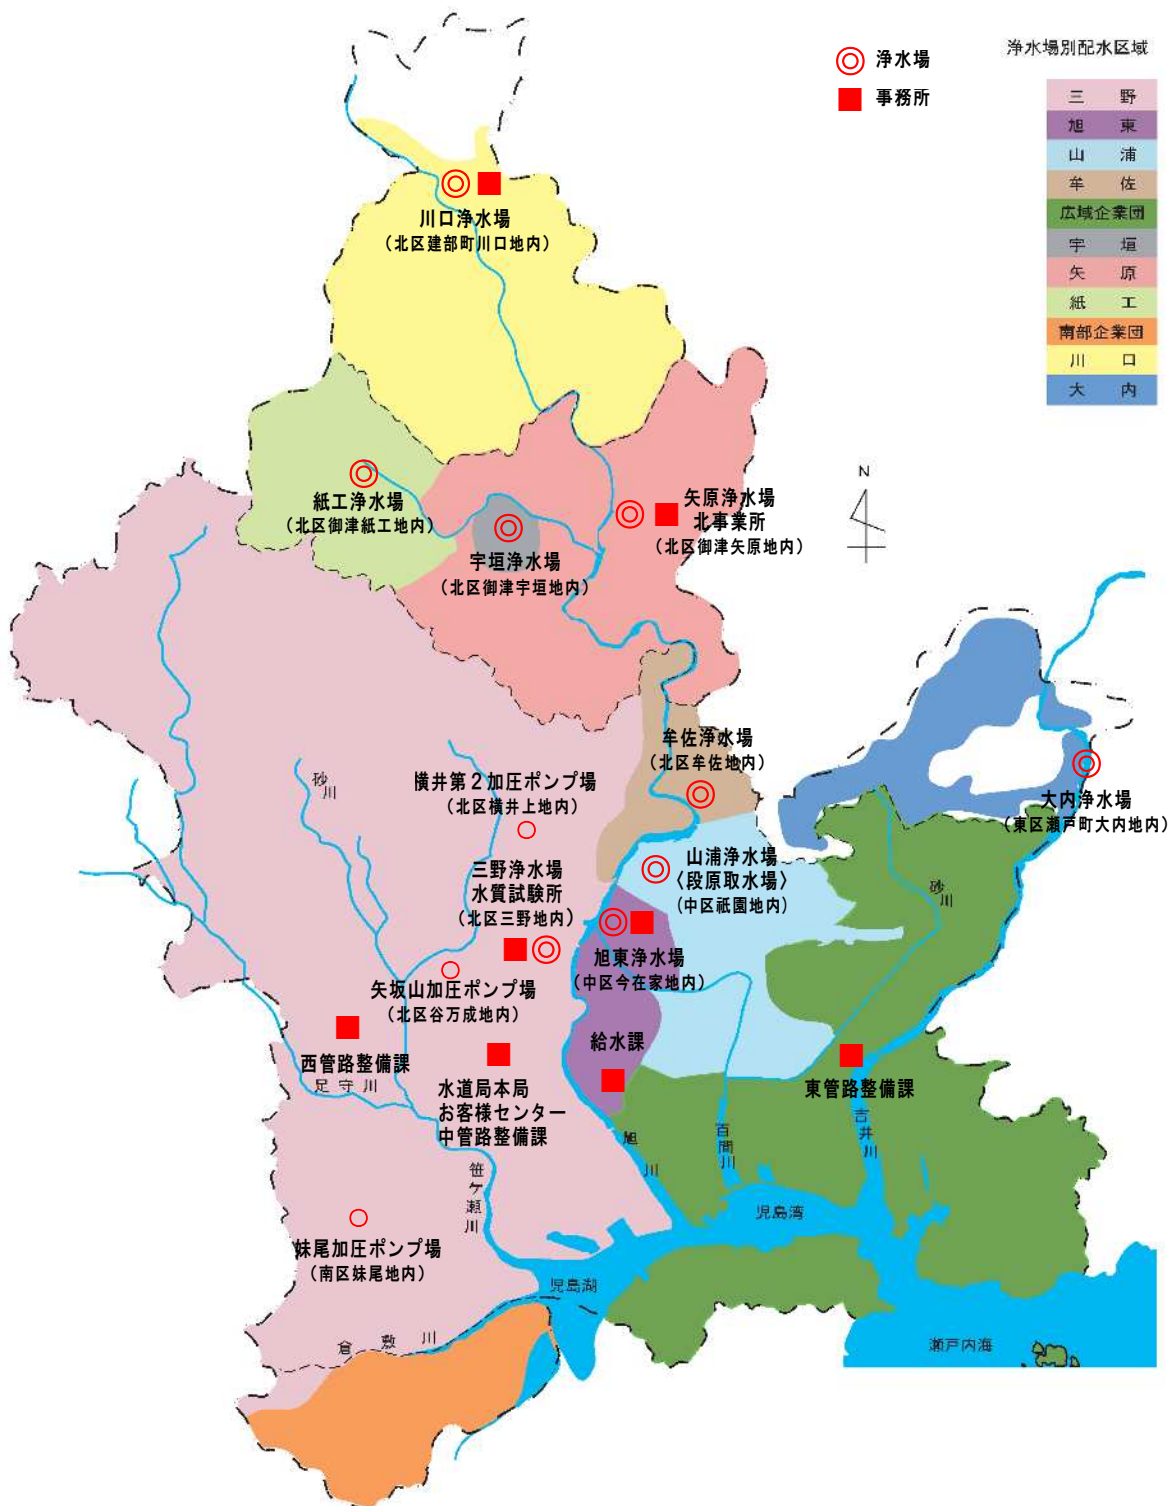 浄水場
事務所
浄水場別配水区域
三野
旭東
山浦
牟佐
広域企業団
宇垣
矢原
紙工
南部企業団
川口
大内
川口浄水場
（北区建部町川口地内）
紙工浄水場
（北区御津紙工地内）
宇垣浄水場
（北区御津宇垣地内）
矢原浄水場
北事業所
（北区御津矢原地内）
N
牟佐浄水場
（北区牟佐地内）
砂川
横井第２加圧ポンプ場
（北区横井上地内）
大内浄水場
（東区瀬戸町大内地内）
三野浄水場
水質試験所
（北区三野地内）
山浦浄水場
〈段原取水場〉
（中区祇園地内）
砂川
旭東浄水場
（中区今在家地内）
矢坂山加圧ポンプ場
（北区谷万成地内）
西管路整備課
足守川
水道局本局
お客様センター
中管路整備課
給水課
東管路整備課
旭川
百間川
吉井川
笹ケ瀬川
児島湾
妹尾加圧ポンプ場
（南区妹尾地内）
児島湖
倉敷川
瀬戸内海